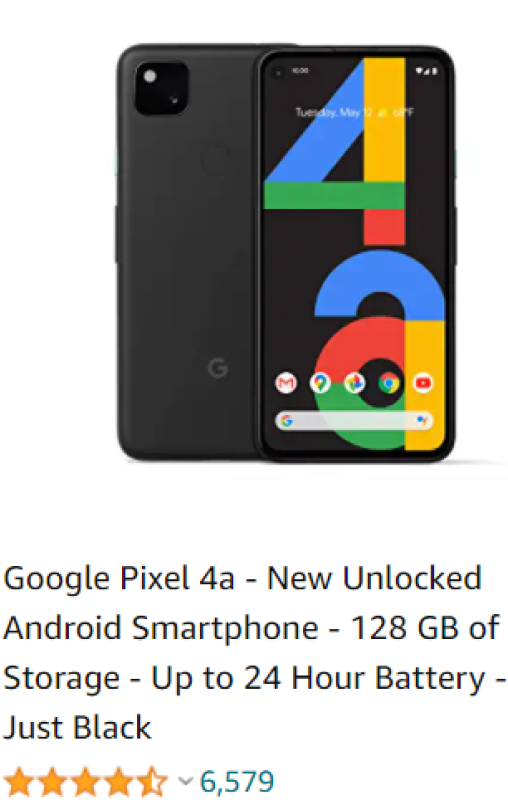 10:00
Tuesday, May 12 68°F
Google Pixel 4a - New Unlocked
Android Smartphone - 128 GB of
Storage - Up to 24 Hour Battery -
Just Black
6,579